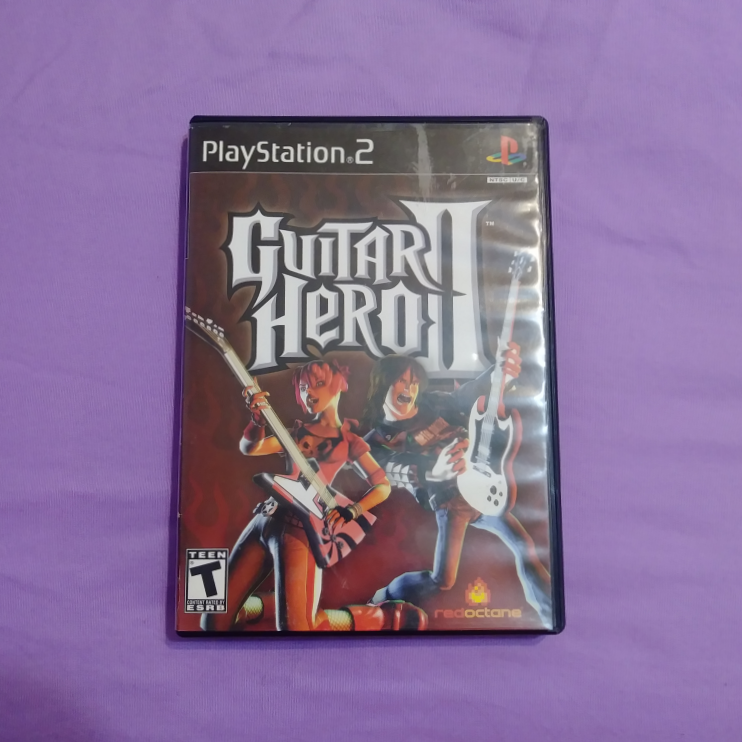 PlayStation®2
NTSC U/C
GUITAR
HERO II
™
TEEN
T
CONTENT RATED BY
ESRB
redoctane